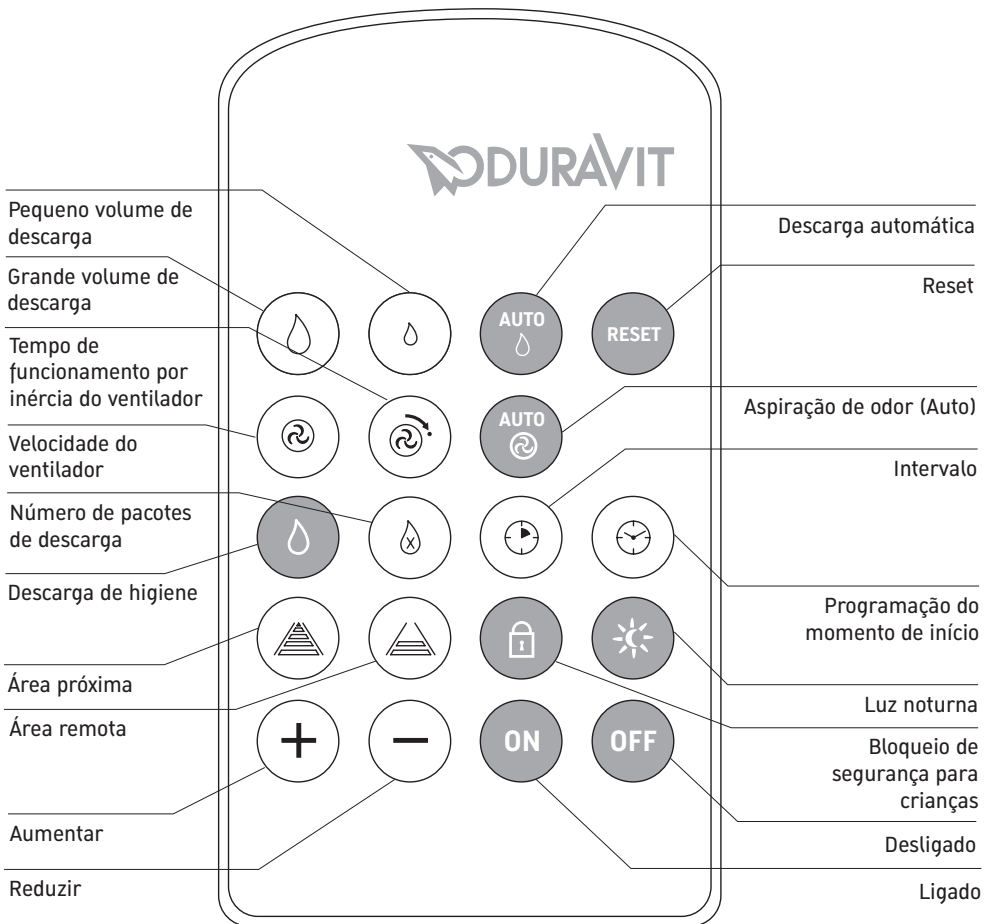 DURAVIT
Pequeno volume de
descarga
Grande volume de
descarga
Tempo de
funcionamento por
inércia do ventilador
Velocidade do
ventilador
Número de pacotes
de descarga
Descarga de higiene
Área próxima
Área remota
Aumentar
Reduzir
AUTO
RESET
AUTO
X
ON
OFF
Descarga automática
Reset
Aspiração de odor (Auto)
Intervalo
Programação do
momento de início
Luz noturna
Bloqueio de
segurança para
crianças
Desligado
Ligado